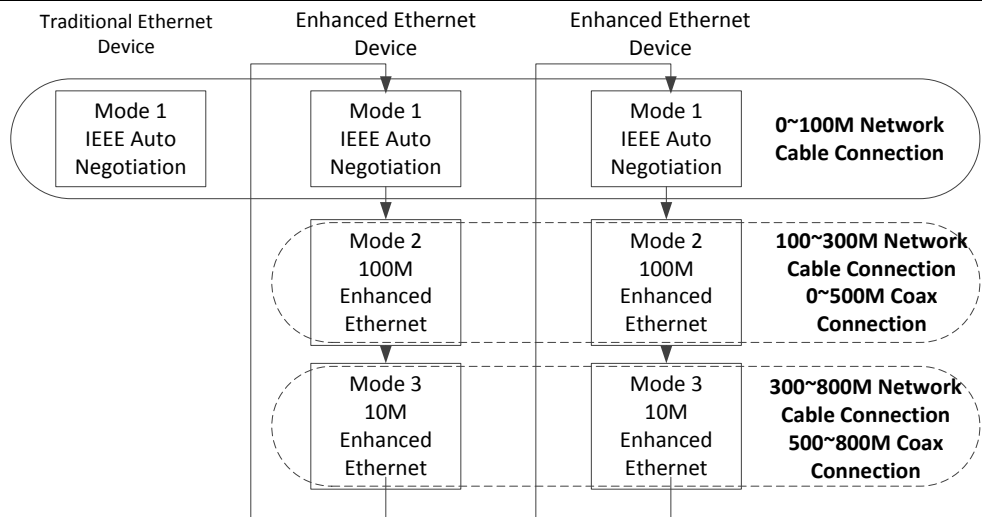 Traditional Ethernet
Device
Enhanced Ethernet
Device
Enhanced Ethernet
Device
Mode 1
IEEE Auto
Negotiation
Mode 1
IEEE Auto
Negotiation
Mode 1
IEEE Auto
Negotiation
0~100M Network
Cable Connection
Mode 2
100M
Enhanced
Ethernet
Mode 2
100M
Enhanced
Ethernet
100~300M Network
Cable Connection
0~500M Coax
Connection
Mode 3
10M
Enhanced
Ethernet
Mode 3
10M
Enhanced
Ethernet
300~800M Network
Cable Connection
500~800M Coax
Connection